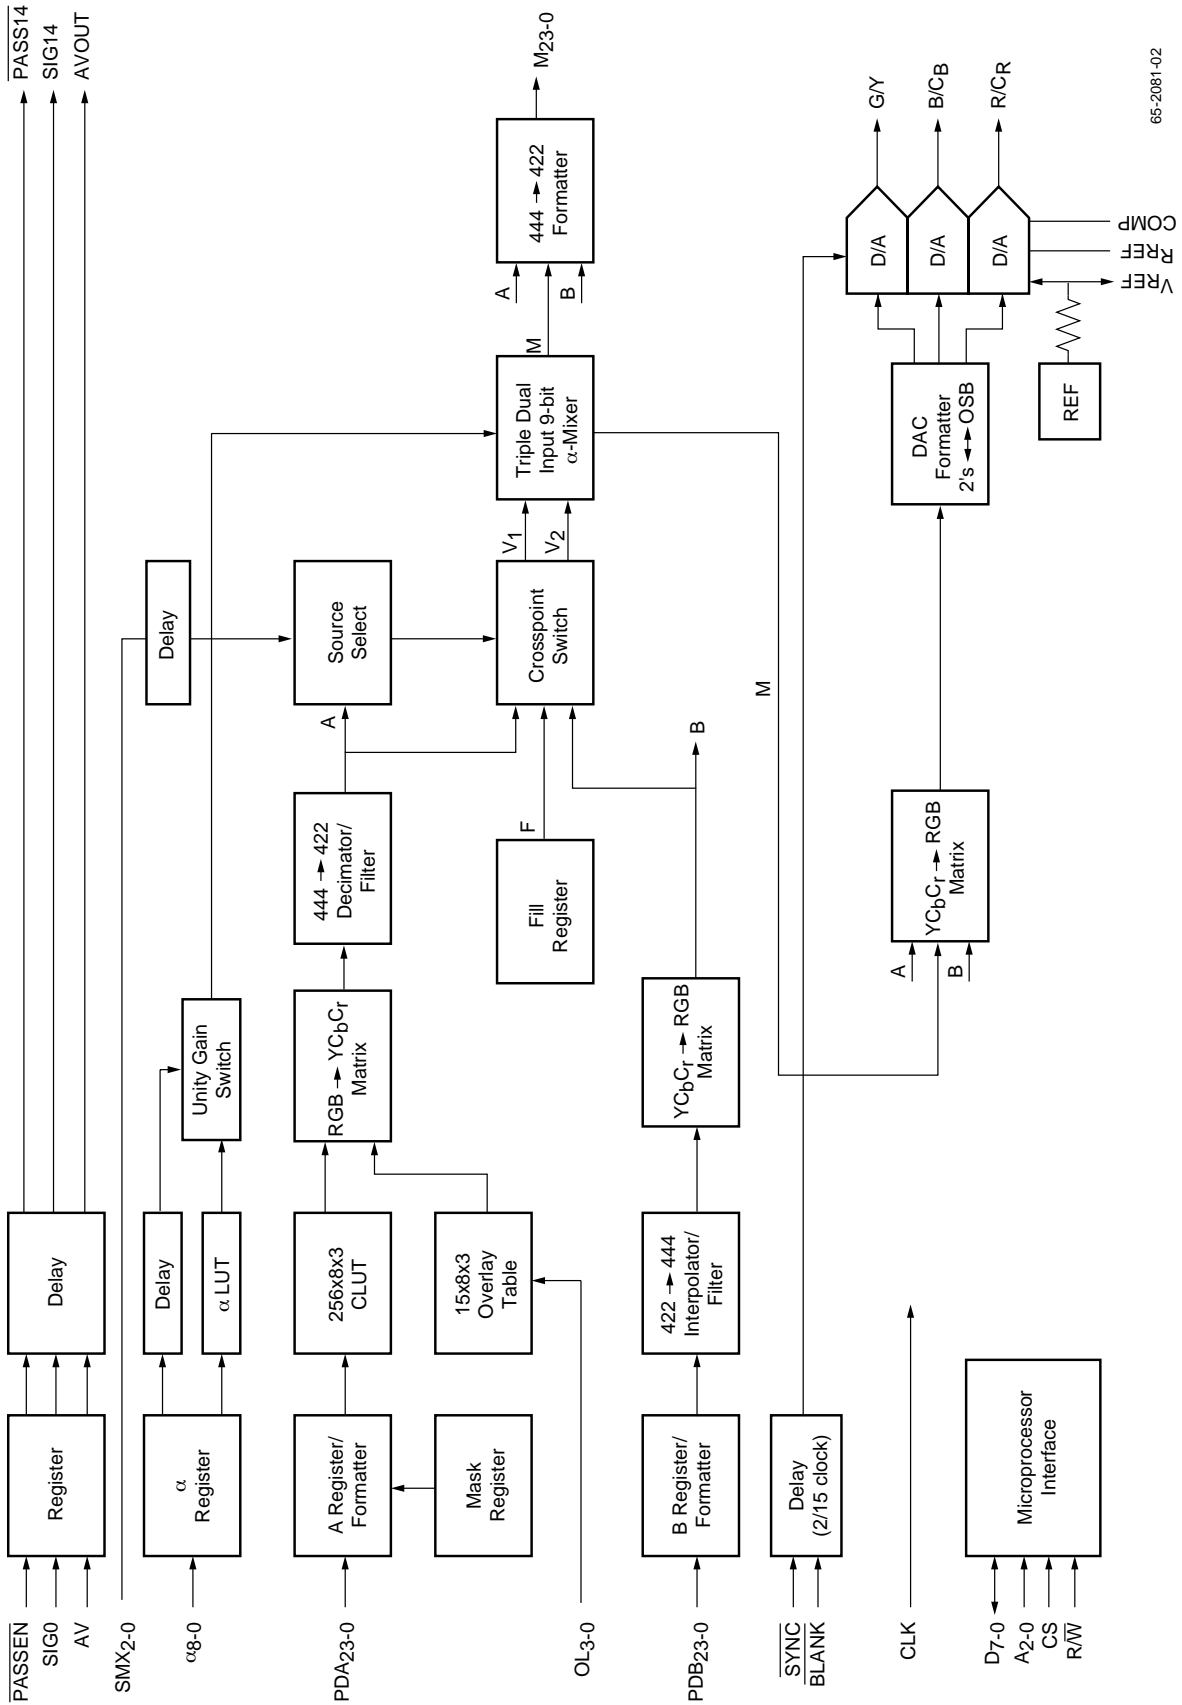 PASSEN
SIG0
AV
Register
Delay
PASS14
SIG14
AVOUT
SMX2-0
Delay
α8-0
α
Register
Delay
α LUT
Unity Gain
Switch
PDA23-0
A Register/
Formatter
256x8x3
CLUT
RGB → YCbCr
Matrix
444 → 422
Decimator/
Filter
A
Source
Select
Mask
Register
15x8x3
Overlay
Table
OL3-0
Fill
Register
F
Crosspoint
Switch
V1
V2
Triple Dual
Input 9-bit
α-Mixer
M
A
B
444 → 422
Formatter
M23-0
PDB23-0
B Register/
Formatter
422 → 444
Interpolator/
Filter
YCbCr → RGB
Matrix
B
M
SYNC
BLANK
Delay
(2/15 clock)
CLK
A
B
YCbCr → RGB
Matrix
DAC
Formatter
2's ↔ OSB
D/A
D/A
D/A
G/Y
B/CB
R/CR
REF
VREF
RREF
COMP
D7-0
A2-0
CS
R/W
Microprocessor
Interface
65-2081-02